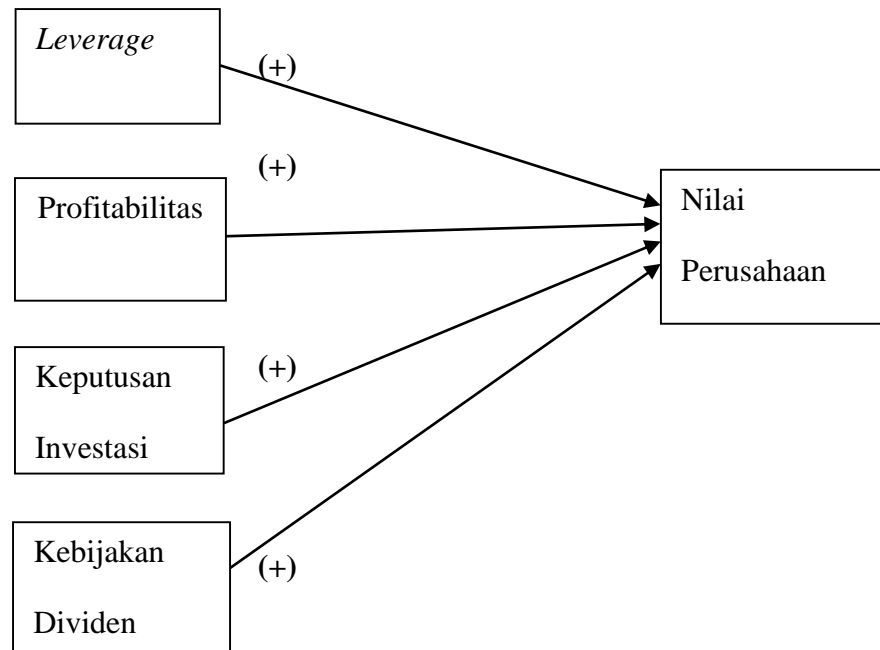 Leverage
(+)
(+)
Profitabilitas
Nilai
Perusahaan
(+)
Keputusan
Investasi
Kebijakan
(+)
Dividen